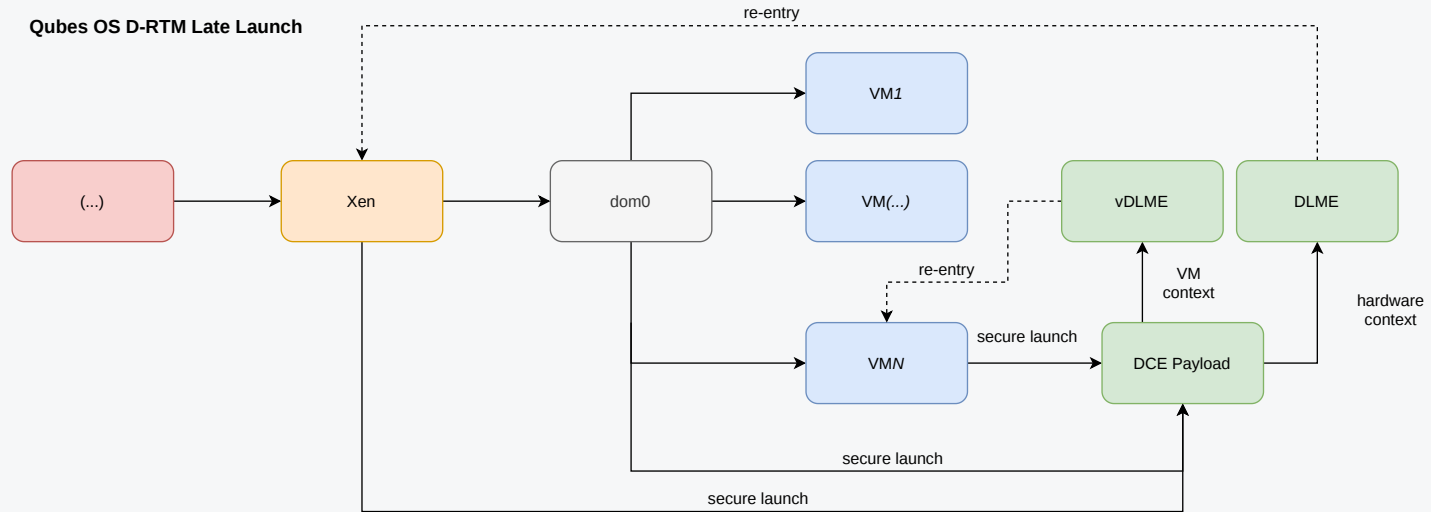 re-entry
Qubes OS D-RTM Late Launch
VM1
(...)
Xen
dom0
VM(...)
vDLME
DLME
re-entry
VM
context
hardware
context
secure launch
VMN
DCE Payload
secure launch
secure launch